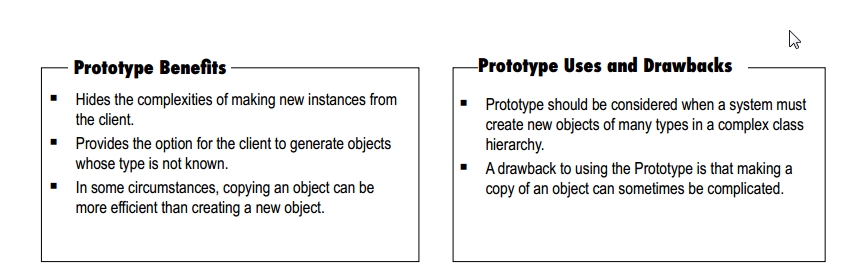 Prototype Benefits
■ Hides the complexities of making new instances from
the client.
■ Provides the option for the client to generate objects
whose type is not known.
■ In some circumstances, copying an object can be
more efficient than creating a new object.
Prototype Uses and Drawbacks
■ Prototype should be considered when a system must
create new objects of many types in a complex class
hierarchy.
■ A drawback to using the Prototype is that making a
copy of an object can sometimes be complicated.